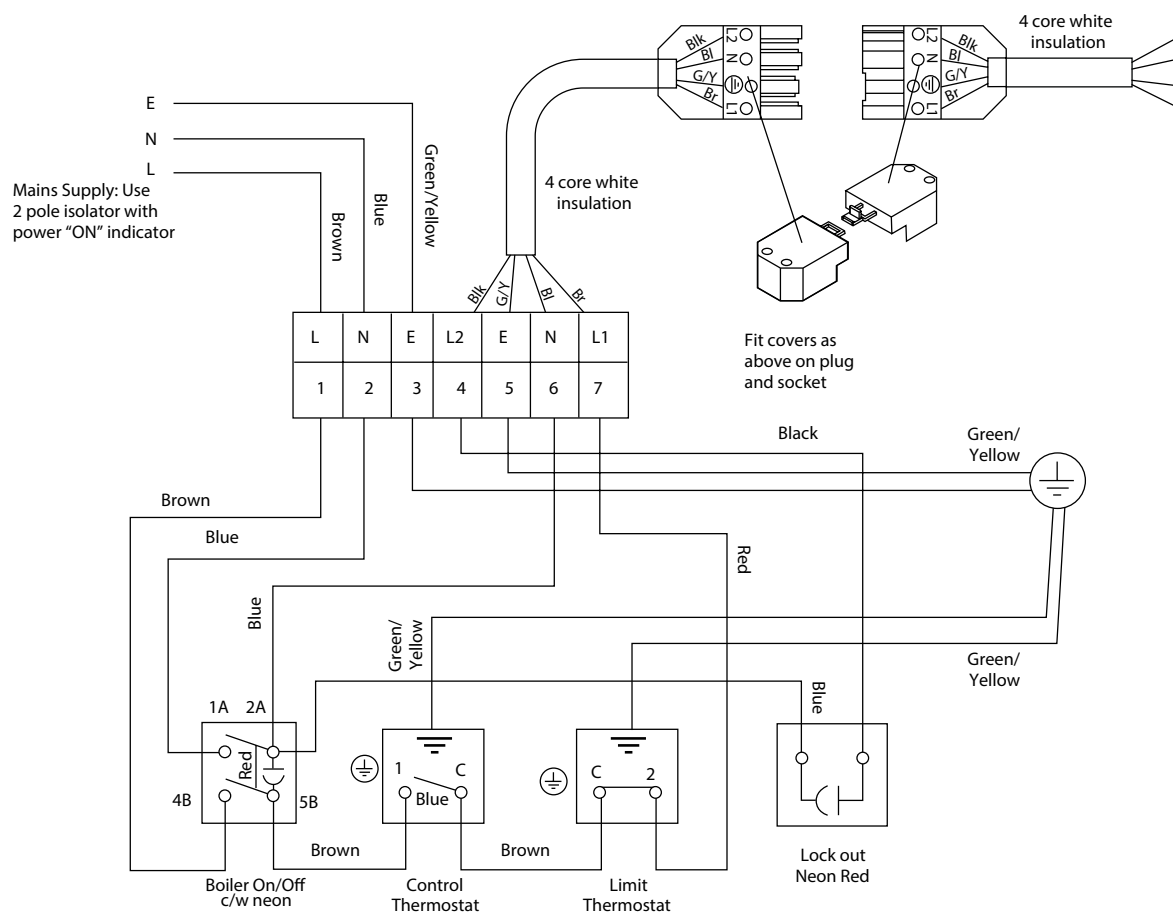 4 core white
insulation
Blk
Bl
G/Y
Br
L2
N
L1
L2
N
L1
Blk
Bl
G/Y
Br
E
N
L
Mains Supply: Use
2 pole isolator with
power “ON” indicator
Brown
Blue
Green/Yellow
4 core white
insulation
Blk
G/Y
Bl
Br
Fit covers as
above on plug
and socket
L N E L2 E N L1
1 2 3 4 5 6 7
Black
Green/
Yellow
Brown
Blue
Red
Blue
Green/
Yellow
Green/
Yellow
Blue
1A 2A
Red
4B 5B
1 C
Blue
C 2
Brown
Brown
Boiler On/Off
c/w neon
Control
Thermostat
Limit
Thermostat
Lock out
Neon Red